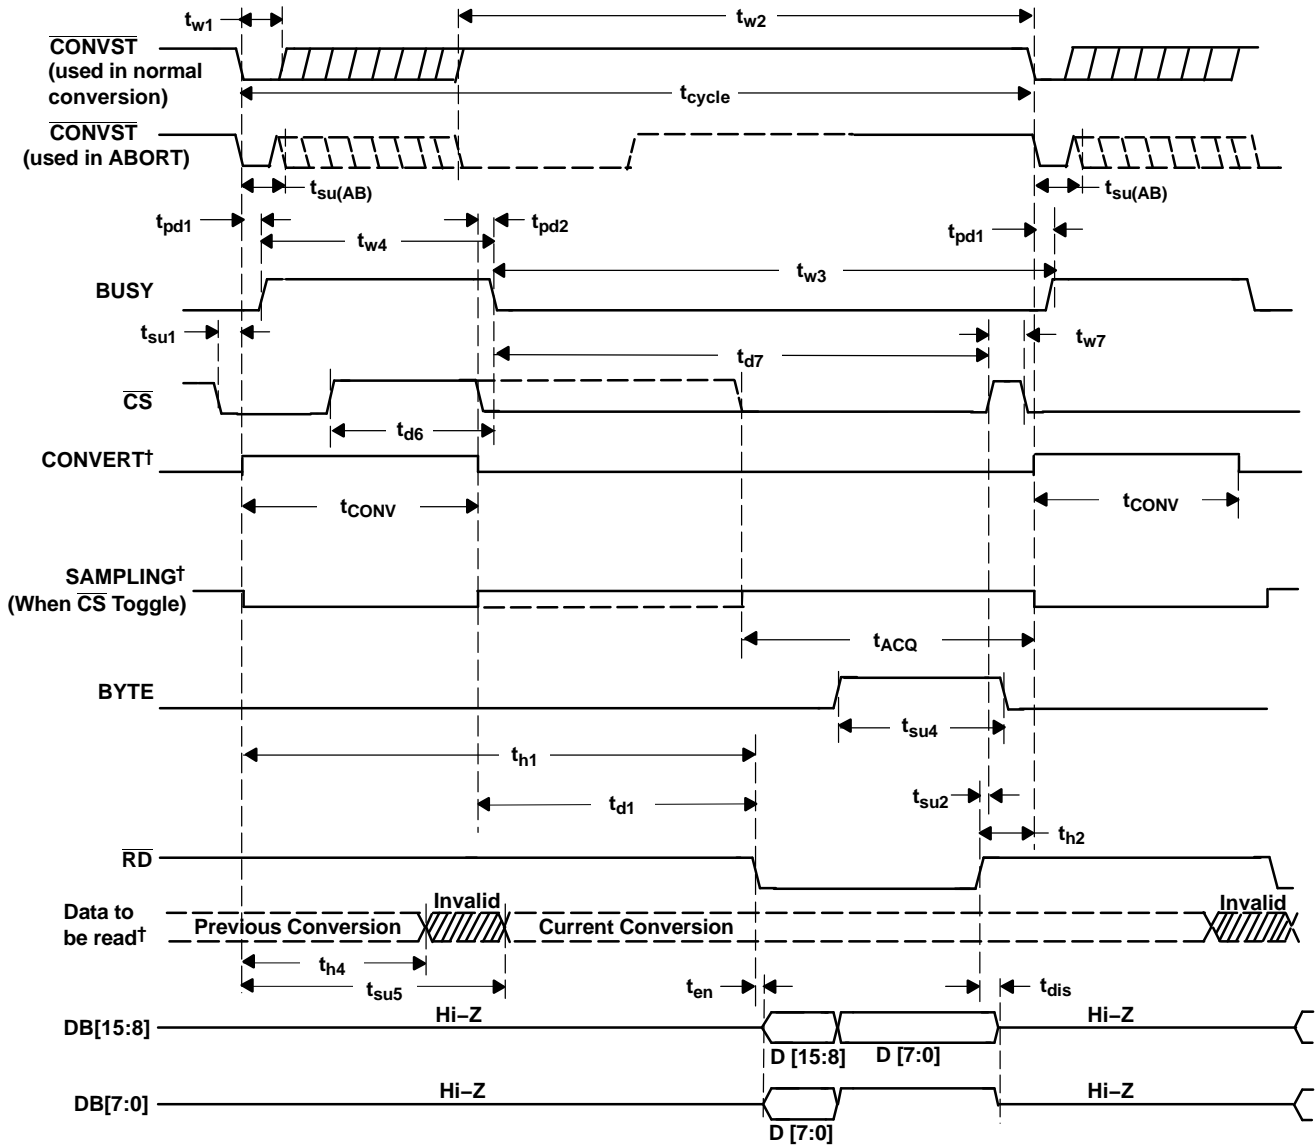 tw1
tw2
CONVST
(used in normal
conversion)
tcycle
CONVST
(used in ABORT)
tsu(AB)
tsu(AB)
tpd1
tw4
tpd2
tpd1
tw3
BUSY
tsu1
tw7
td7
CS
td6
CONVERT†
tCONV
tCONV
SAMPLING†
(When CS Toggle)
tACQ
BYTE
tsu4
th1
td1
tsu2
th2
RD
Data to
be read†
Invalid
Previous Conversion
Current Conversion
Invalid
th4
tsu5
ten
tdis
Hi–Z
Hi–Z
DB[15:8]
D [15:8]
D [7:0]
Hi–Z
Hi–Z
DB[7:0]
D [7:0]